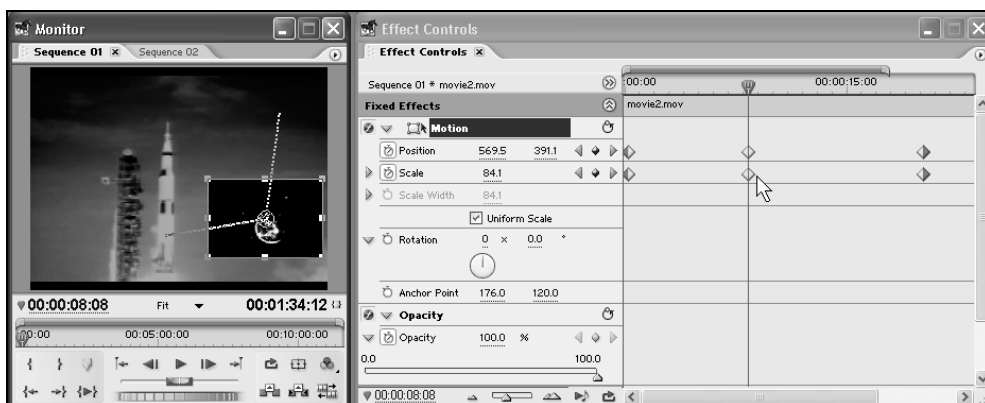 Monitor
Sequence 01 Sequence 02
00:00:08:08 Fit 00:01:34:12
00:00 00:05:00:00 00:10:00:00
Effect Controls
Effect Controls
Sequence 01 * movie2.mov
:00:00 00:00:15:00
Fixed Effects
movie2.mov
Motion
Position 569.5 391.1
Scale 84.1
Scale Width 84.1
Uniform Scale
Rotation 0 x 0.0 °
Anchor Point 176.0 120.0
Opacity
Opacity 100.0 %
0.0 100.0
00:00:08:08